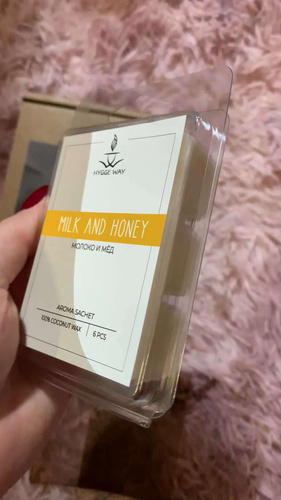 HYGGE WAY
MILK AND HONEY
МОЛОКО И МЁД
AROMA SACHET
100% COCONUT WAX | 6 PCS